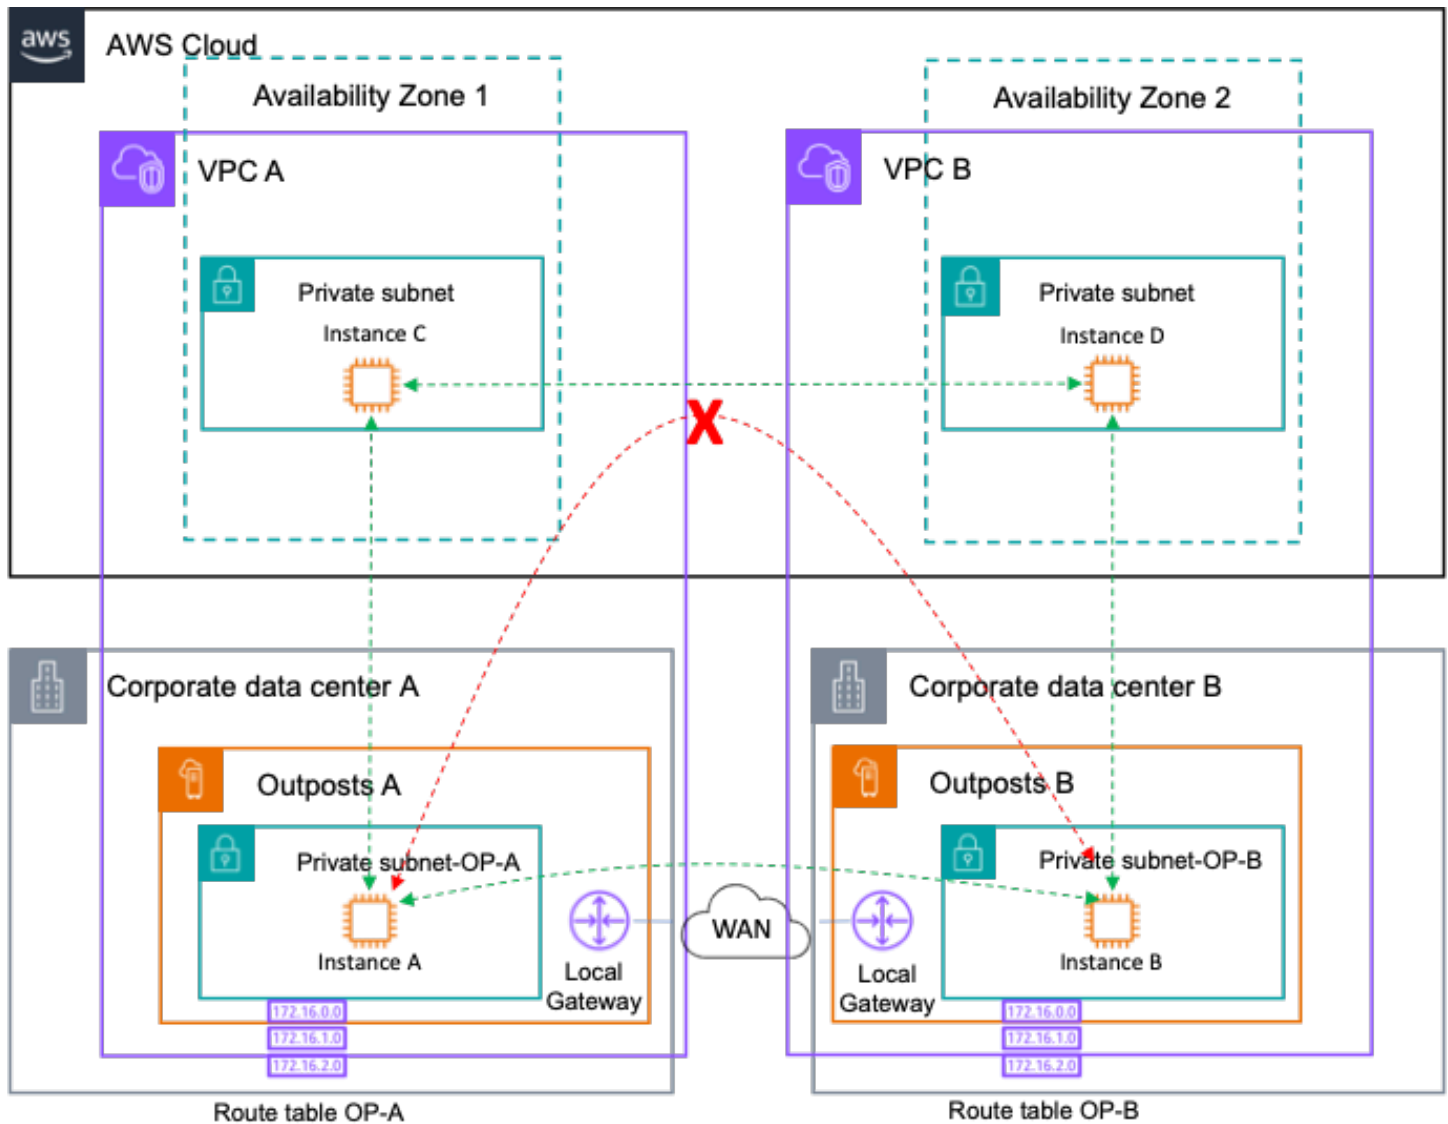 aws
AWS Cloud
Availability Zone 1
Availability Zone 2
VPC A
VPC B
Private subnet
Instance C
Private subnet
Instance D
X
Corporate data center A
Corporate data center B
Outposts A
Outposts B
Private subnet-OP-A
Private subnet-OP-B
WAN
Instance A
Local
Gateway
Local
Gateway
Instance B
172.16.0.0
172.16.1.0
172.16.2.0
172.16.0.0
172.16.1.0
172.16.2.0
Route table OP-A
Route table OP-B